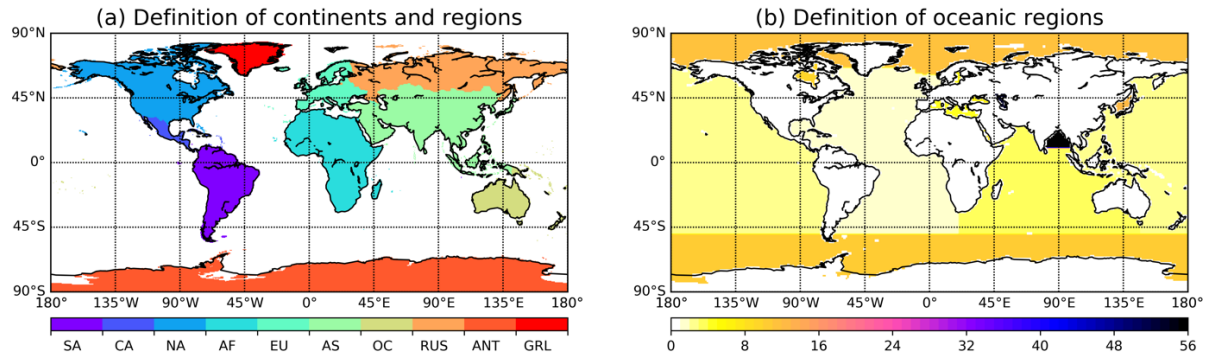 (a) Definition of continents and regions
90°N
45°N
0°
45°S
90°S
180° 135°W 90°W 45°W 0° 45°E 90°E 135°E 180°
SA CA NA AF EU AS OC RUS ANT GRL
(b) Definition of oceanic regions
90°N
45°N
0°
45°S
90°S
180° 135°W 90°W 45°W 0° 45°E 90°E 135°E 180°
0 8 16 24 32 40 48 56